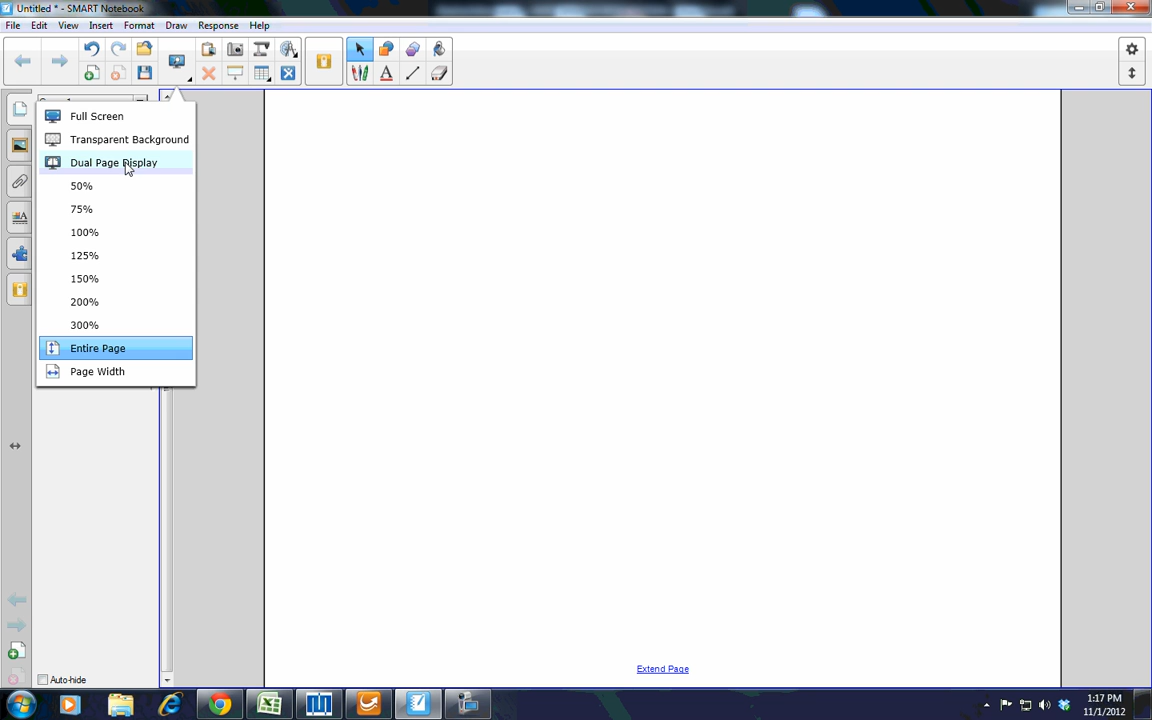 Untitled * - SMART Notebook
File Edit View Insert Format Draw Response Help
Full Screen
Transparent Background
Dual Page Display
50%
75%
100%
125%
150%
200%
300%
Entire Page
Page Width
Extend Page
Auto-hide
1:17 PM
11/1/2012